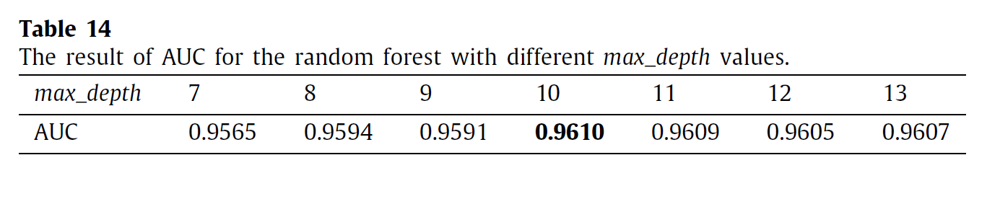 Table 14
The result of AUC for the random forest with different max_depth values.
max_depth 7 8 9 10 11 12 13
AUC 0.9565 0.9594 0.9591 0.9610 0.9609 0.9605 0.9607